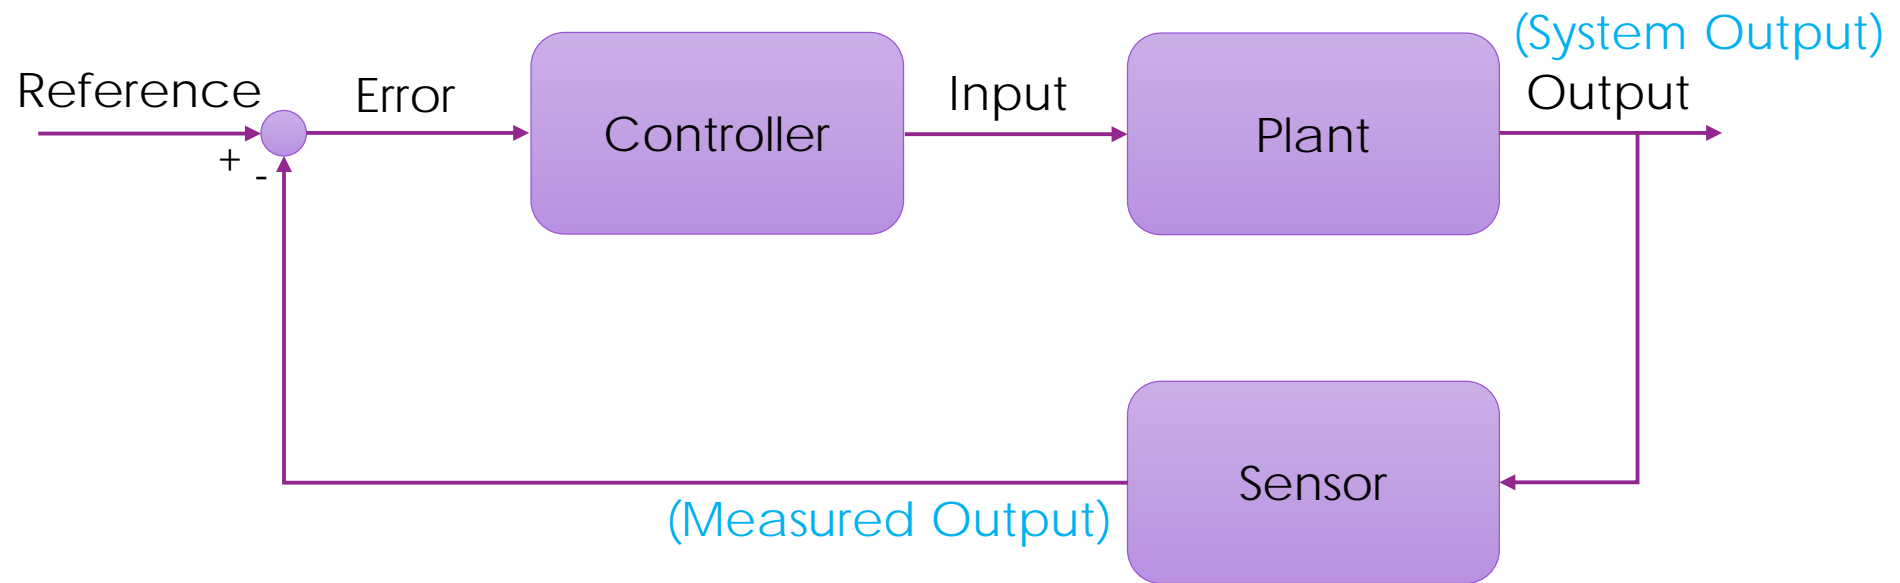 (System Output)
Reference
Error
Controller
Input
Plant
Output
+
-
Sensor
(Measured Output)